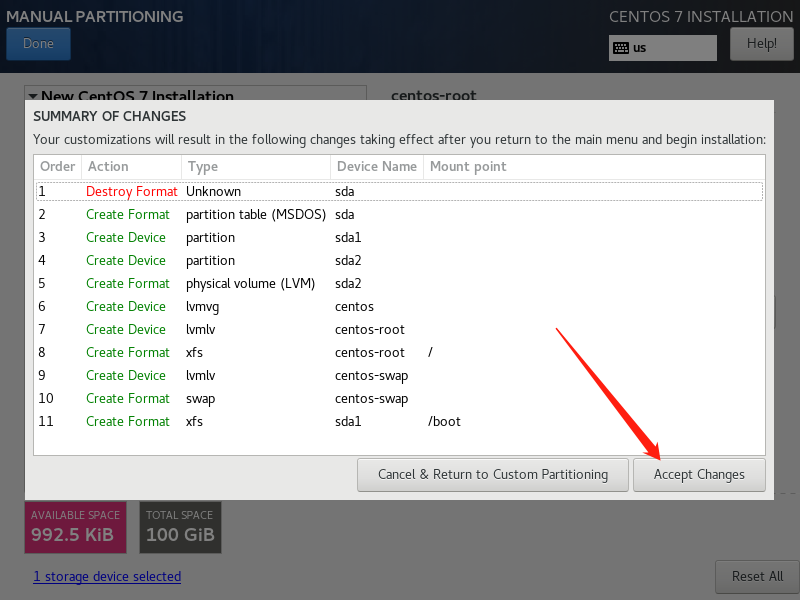 MANUAL PARTITIONING
CENTOS 7 INSTALLATION
Done
us
Help!
New CentOS 7 Installation
centos-root
SUMMARY OF CHANGES
Your customizations will result in the following changes taking effect after you return to the main menu and begin installation:
Order Action Type Device Name Mount point
1 Destroy Format Unknown sda
2 Create Format partition table (MSDOS) sda
3 Create Device partition sda1
4 Create Device partition sda2
5 Create Format physical volume (LVM) sda2
6 Create Device lvmvg centos
7 Create Device lvmlv centos-root
8 Create Format xfs centos-root /
9 Create Device lvmlv centos-swap
10 Create Format swap centos-swap
11 Create Format xfs sda1 /boot
Cancel & Return to Custom Partitioning
Accept Changes
AVAILABLE SPACE
992.5 KiB
TOTAL SPACE
100 GiB
1 storage device selected
Reset All